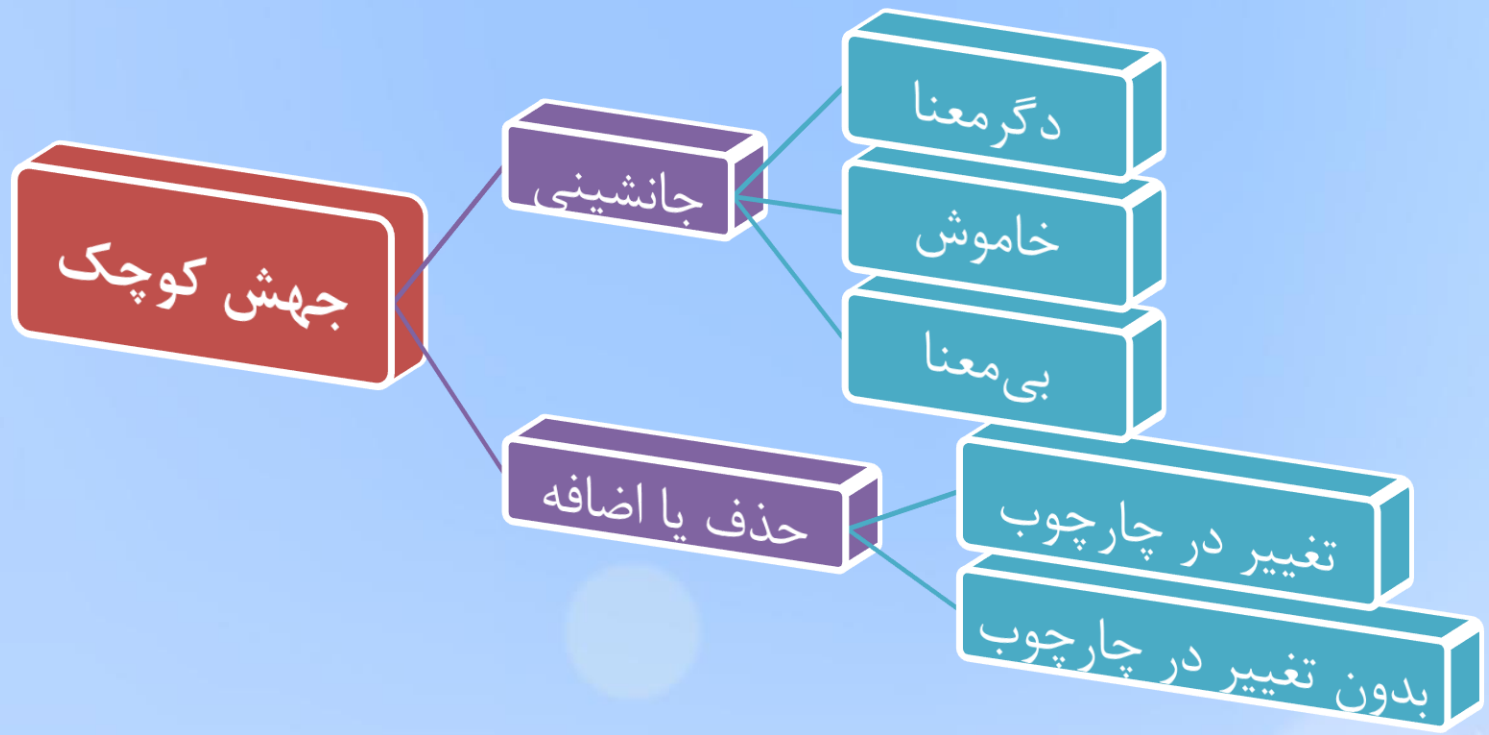 جهش کوچک
جانشینی
دگرمعنا
خاموش
بی‌معنا
حذف یا اضافه
تغییر در چارچوب
بدون تغییر در چارچوب